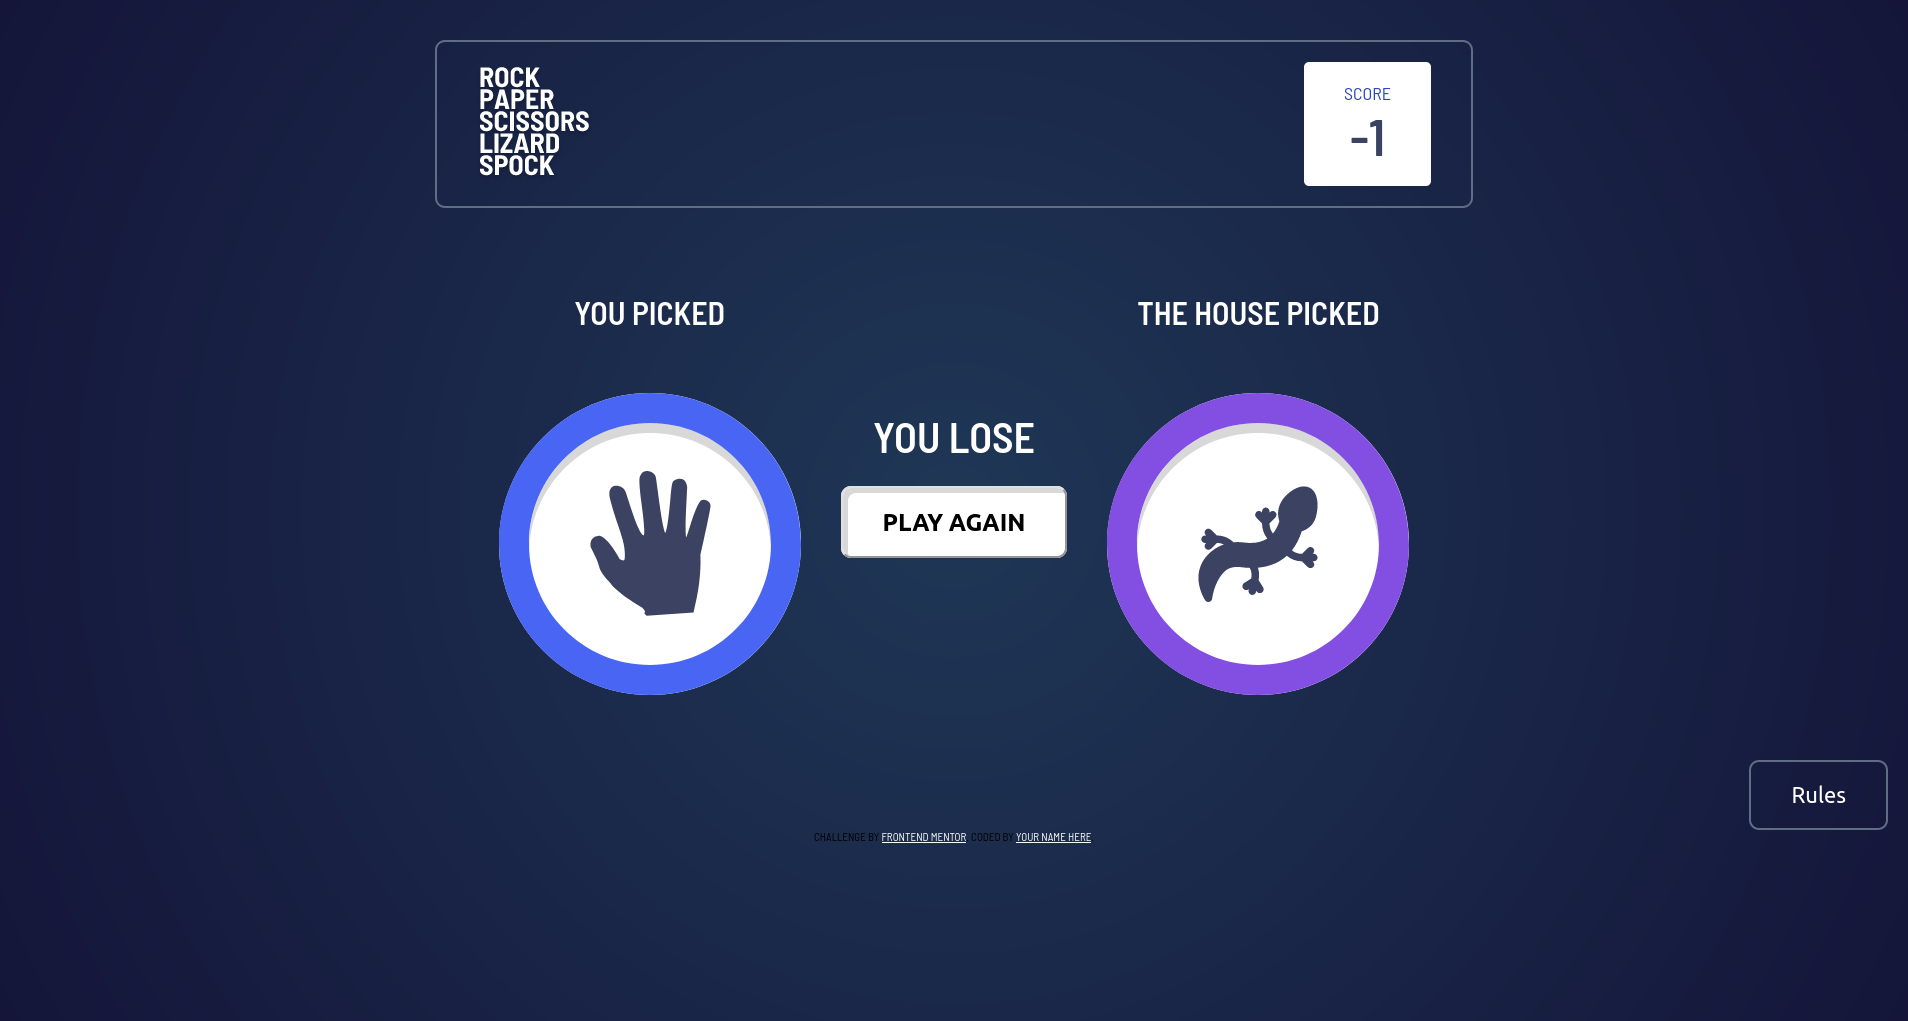 ROCK
PAPER
SCISSORS
LIZARD
SPOCK
SCORE
-1
YOU PICKED
THE HOUSE PICKED
YOU LOSE
PLAY AGAIN
Rules
CHALLENGE BY FRONTEND MENTOR. CODED BY YOUR NAME HERE.